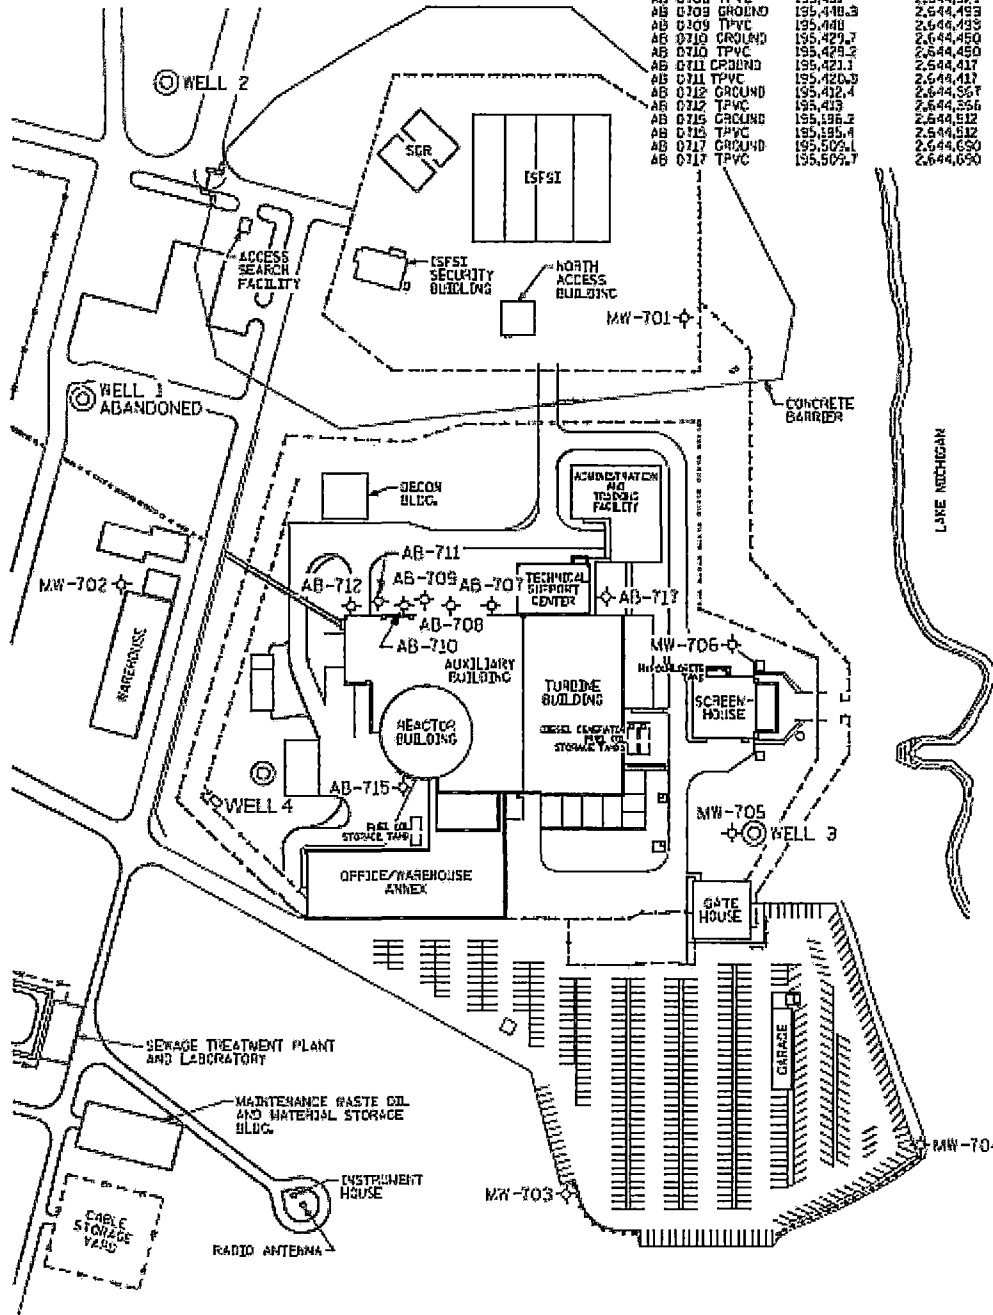 AB 0709 GROUND 195,448.3 2,644,493
AB 0709 TPVC 195,448 2,644,493
AB 0710 GROUND 195,429.7 2,644,450
AB 0710 TPVC 195,429.2 2,644,450
AB 0711 GROUND 195,421.1 2,644,417
AB 0711 TPVC 2,644,417
AB 0712 GROUND 195,412.4 2,644,367
AB 0712 TPVC 195,413 2,644,366
AB 0715 GROUND 195,196.2 2,644,512
AB 0715 TPVC 195,195.4 2,644,512
AB 0717 GROUND 195,509.1 2,644,690
AB 0717 TPVC 195,509.7 2,644,690
WELL 2
SGR
ISFSI
ACCESS
SEARCH
FACILITY
ISFSI
SECURITY
BUILDING
NORTH
ACCESS
BUILDING
MW-701
WELL 1
ABANDONED
CONCRETE
BARRIER
LAKE MICHIGAN
DECON
BLDG.
ADMINISTRATION
AND
TRAINING
FACILITY
AB-711
MW-702
AB-712
AB-709
AB-707
TECHNICAL
SUPPORT
CENTER
AB-717
AB-708
AB-710
WAREHOUSE
AUXILIARY
BUILDING
MW-706
HYPOCHLORITE
TANK
TURBINE
BUILDING
SCREEN-
HOUSE
REACTOR
BUILDING
DIESEL GENERATOR
FUEL OIL
STORAGE TANKS
WELL 4
AB-715
FUEL OIL
STORAGE TANK
MW-705
WELL 3
OFFICE/WAREHOUSE
ANNEX
GATE
HOUSE
SEWAGE TREATMENT PLANT
AND LABORATORY
GARAGE
MAINTENANCE WASTE OIL
AND MATERIAL STORAGE
BLDG.
MW-704
INSTRUMENT
HOUSE
MW-703
CABLE
STORAGE
YARD
RADIO ANTENNA